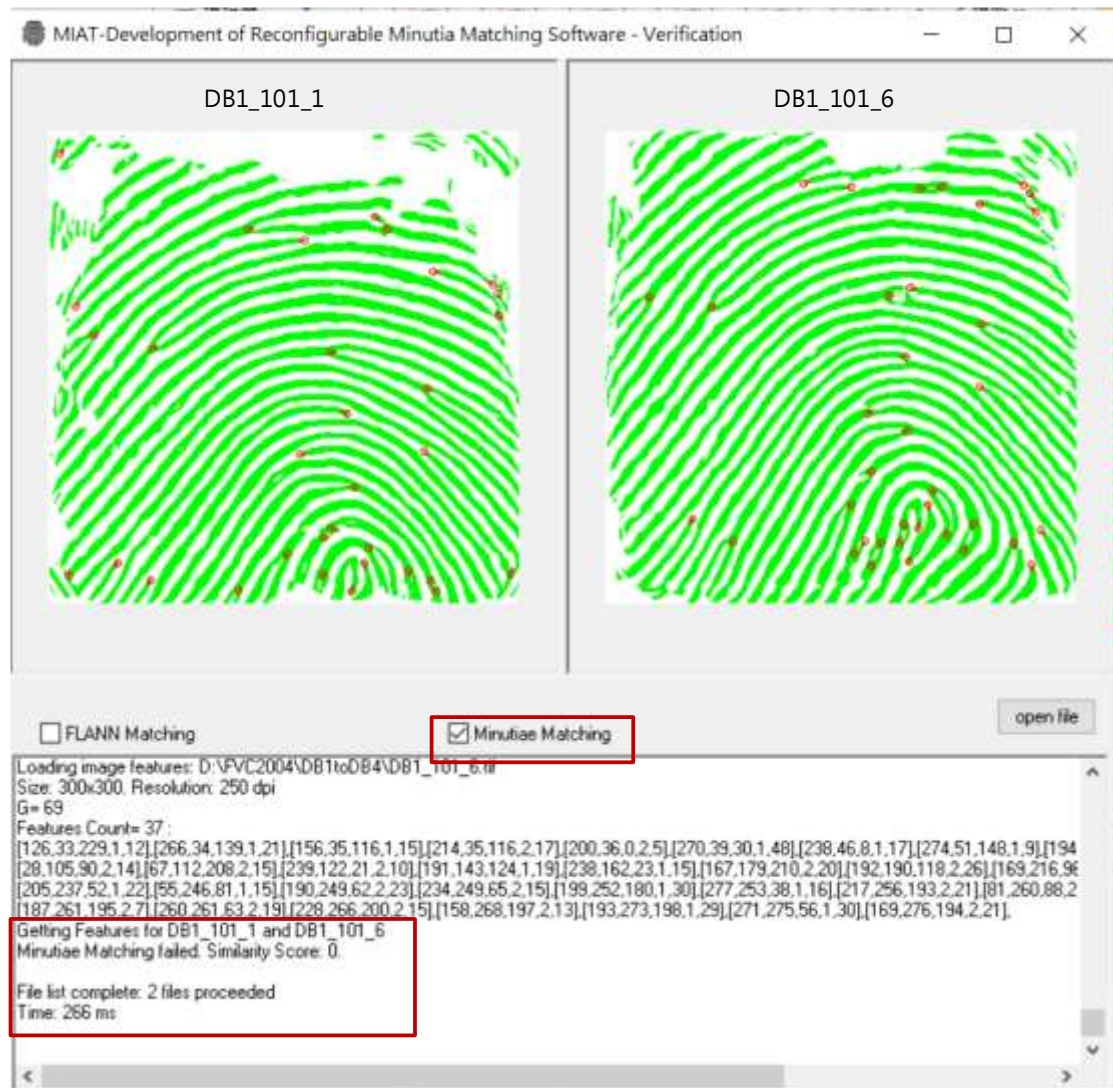 MIAT-Development of Reconfigurable Minutia Matching Software - Verification
DB1_101_1
DB1_101_6
FLANN Matching
Minutiae Matching
open file
Loading image features: D:\FVC2004\DB1toDB4\DB1_101_6.tif
Size: 300x300. Resolution: 250 dpi
G= 69
Features Count= 37 :
[126,33,229,1,12],[266,34,139,1,21],[156,35,116,1,15],[214,35,116,2,17],[200,36,0,2,5],[270,39,30,1,48],[238,46,8,1,17],[274,51,148,1,9],[194
[28,105,90,2,14],[67,112,208,2,15],[239,122,21,2,10],[191,143,124,1,19],[238,162,23,1,15],[167,179,210,2,20],[192,190,118,2,26],[169,216,96
[205,237,52,1,22],[55,246,81,1,15],[190,249,62,2,23],[234,249,65,2,15],[199,252,180,1,30],[277,253,38,1,16],[217,256,193,2,21],[81,260,88,2
[187,261,195,2,7],[260,261,63,2,19],[228,266,200,2,15],[158,268,197,2,13],[193,273,198,1,29],[271,275,56,1,30],[169,276,194,2,21],
Getting Features for DB1_101_1 and DB1_101_6
Minutiae Matching failed. Similarity Score: 0.
File list complete: 2 files proceeded
Time: 266 ms